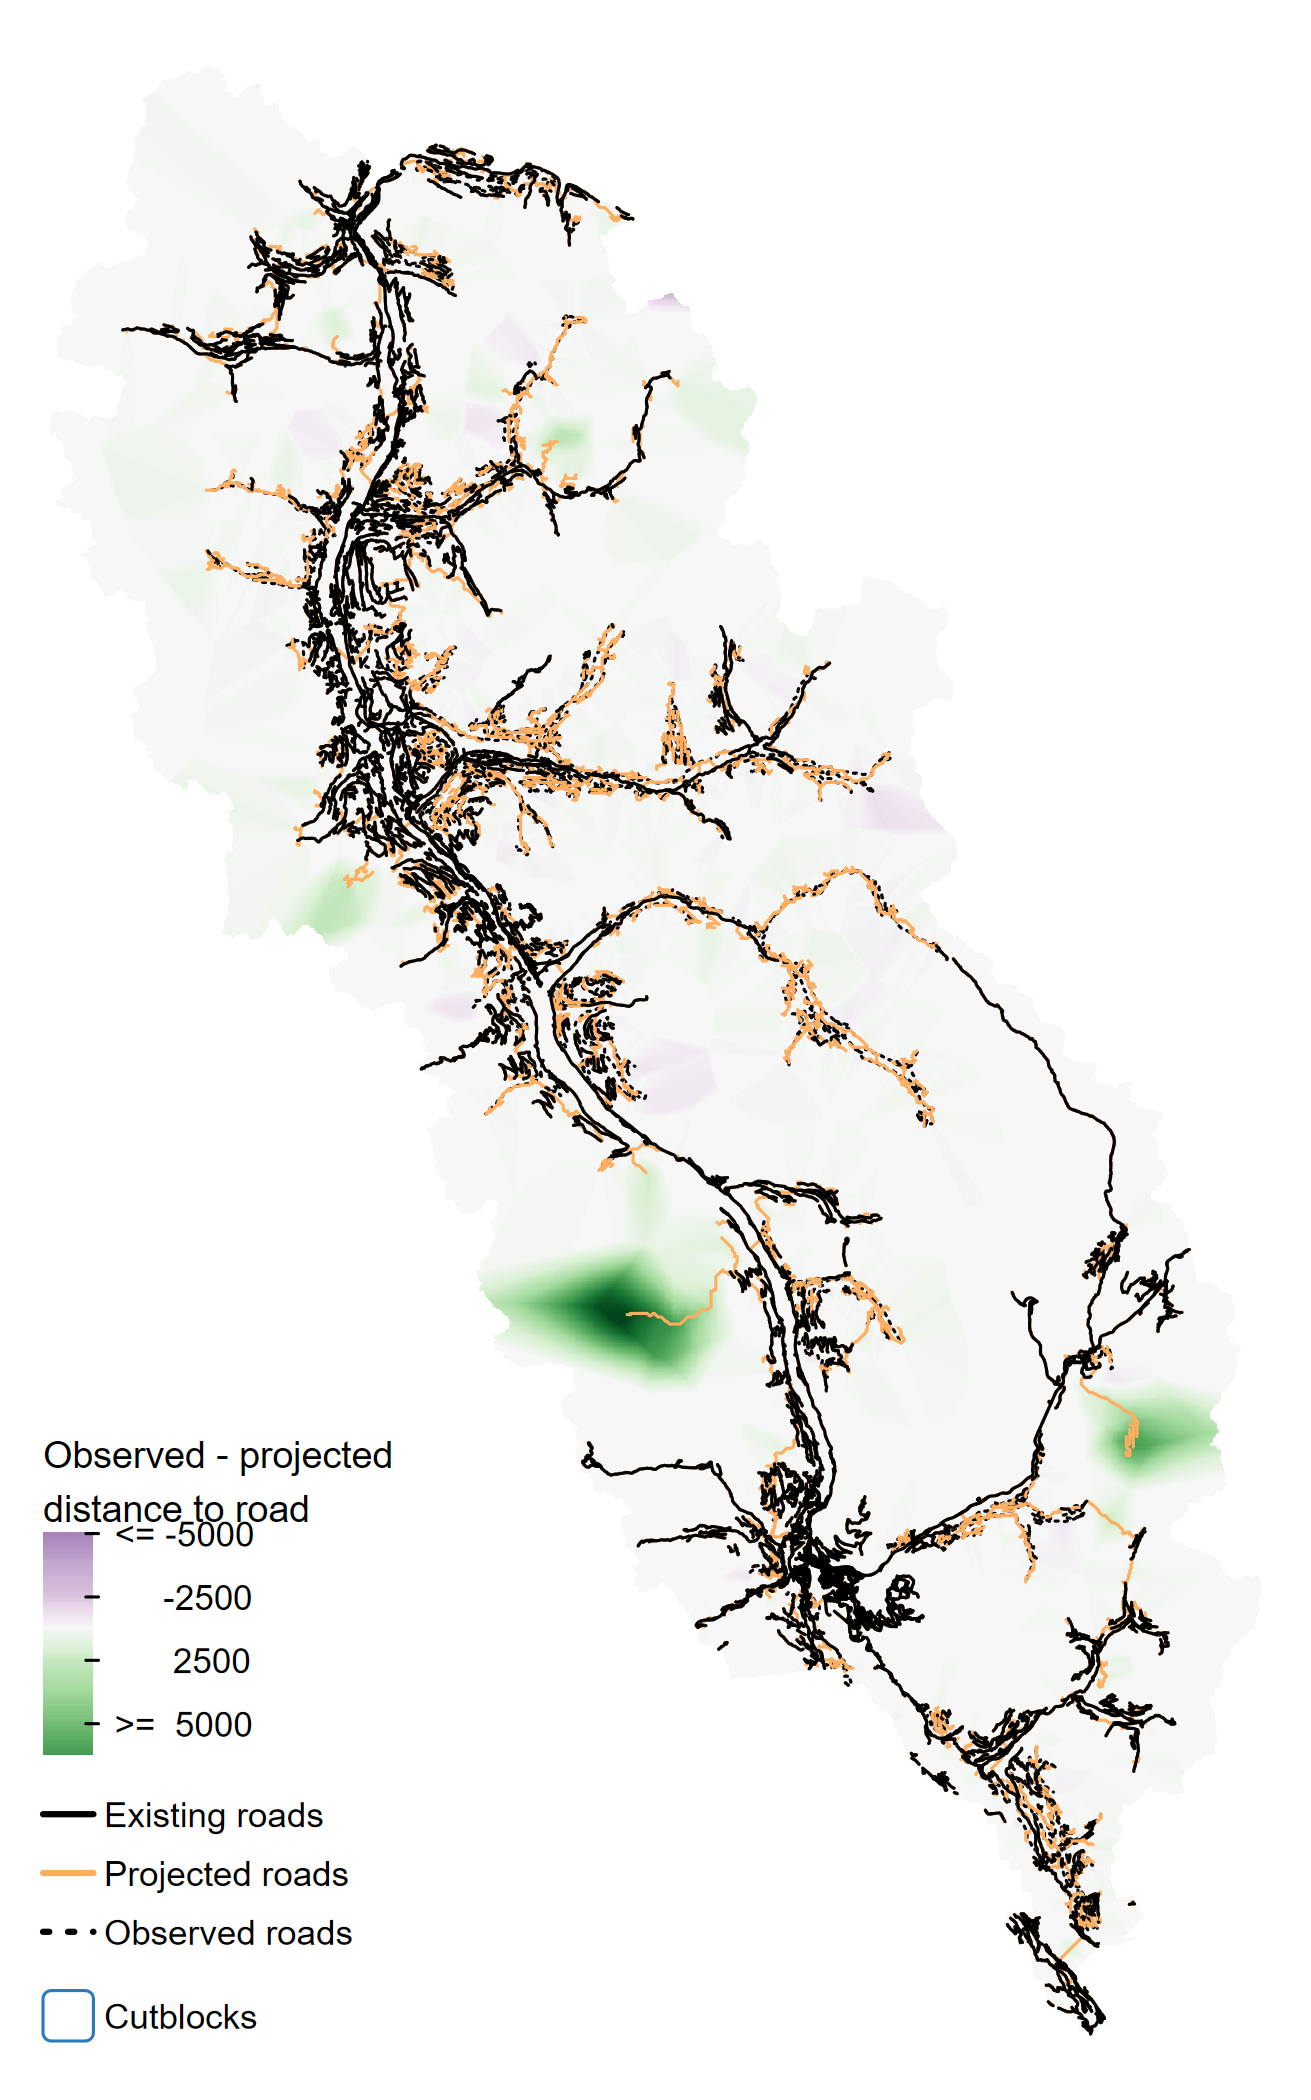 Observed - projected
distance to road
<= -5000
-2500
2500
>= 5000
Existing roads
Projected roads
Observed roads
Cutblocks